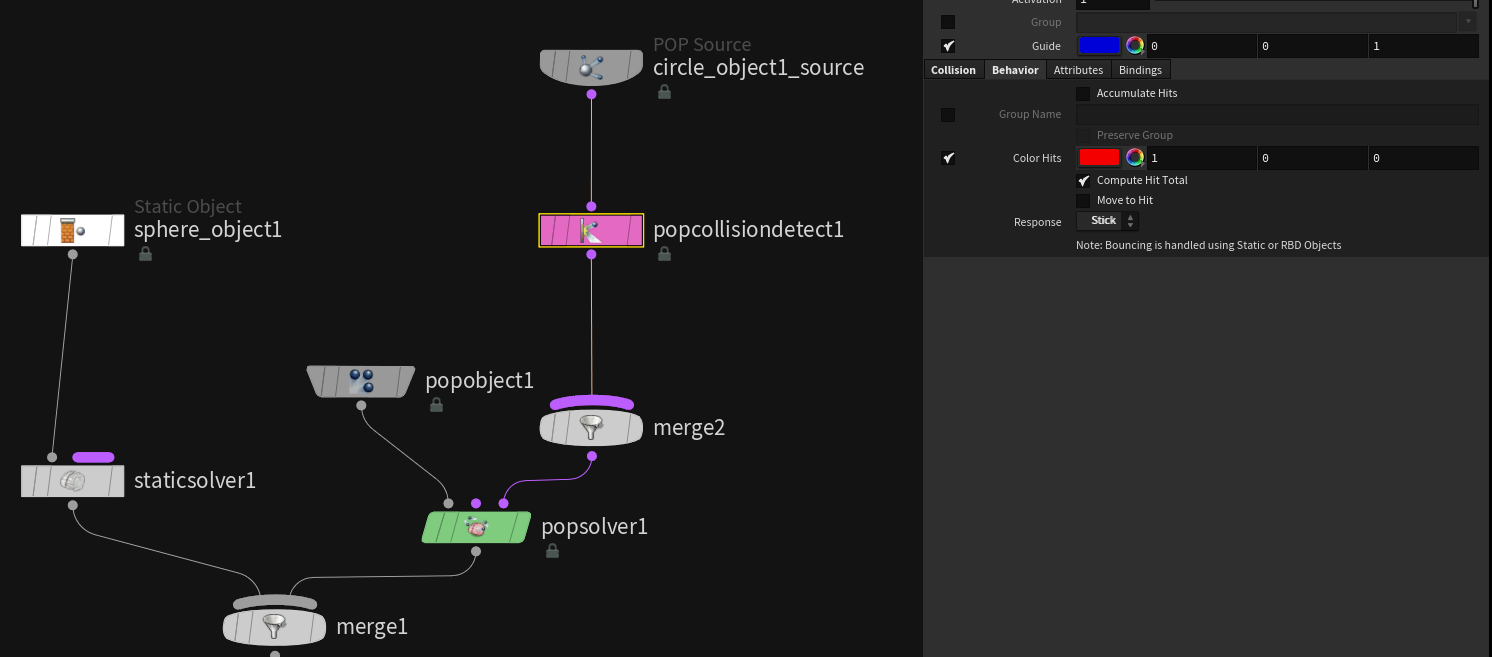 POP Source
circle_object1_source
Static Object
sphere_object1
popcollisiondetect1
popobject1
merge2
staticsolver1
popsolver1
merge1
Activation 1
Group
Guide 0 0 1
Collision Behavior Attributes Bindings
Accumulate Hits
Group Name
Preserve Group
Color Hits 1 0 0
Compute Hit Total
Move to Hit
Response Stick
Note: Bouncing is handled using Static or RBD Objects